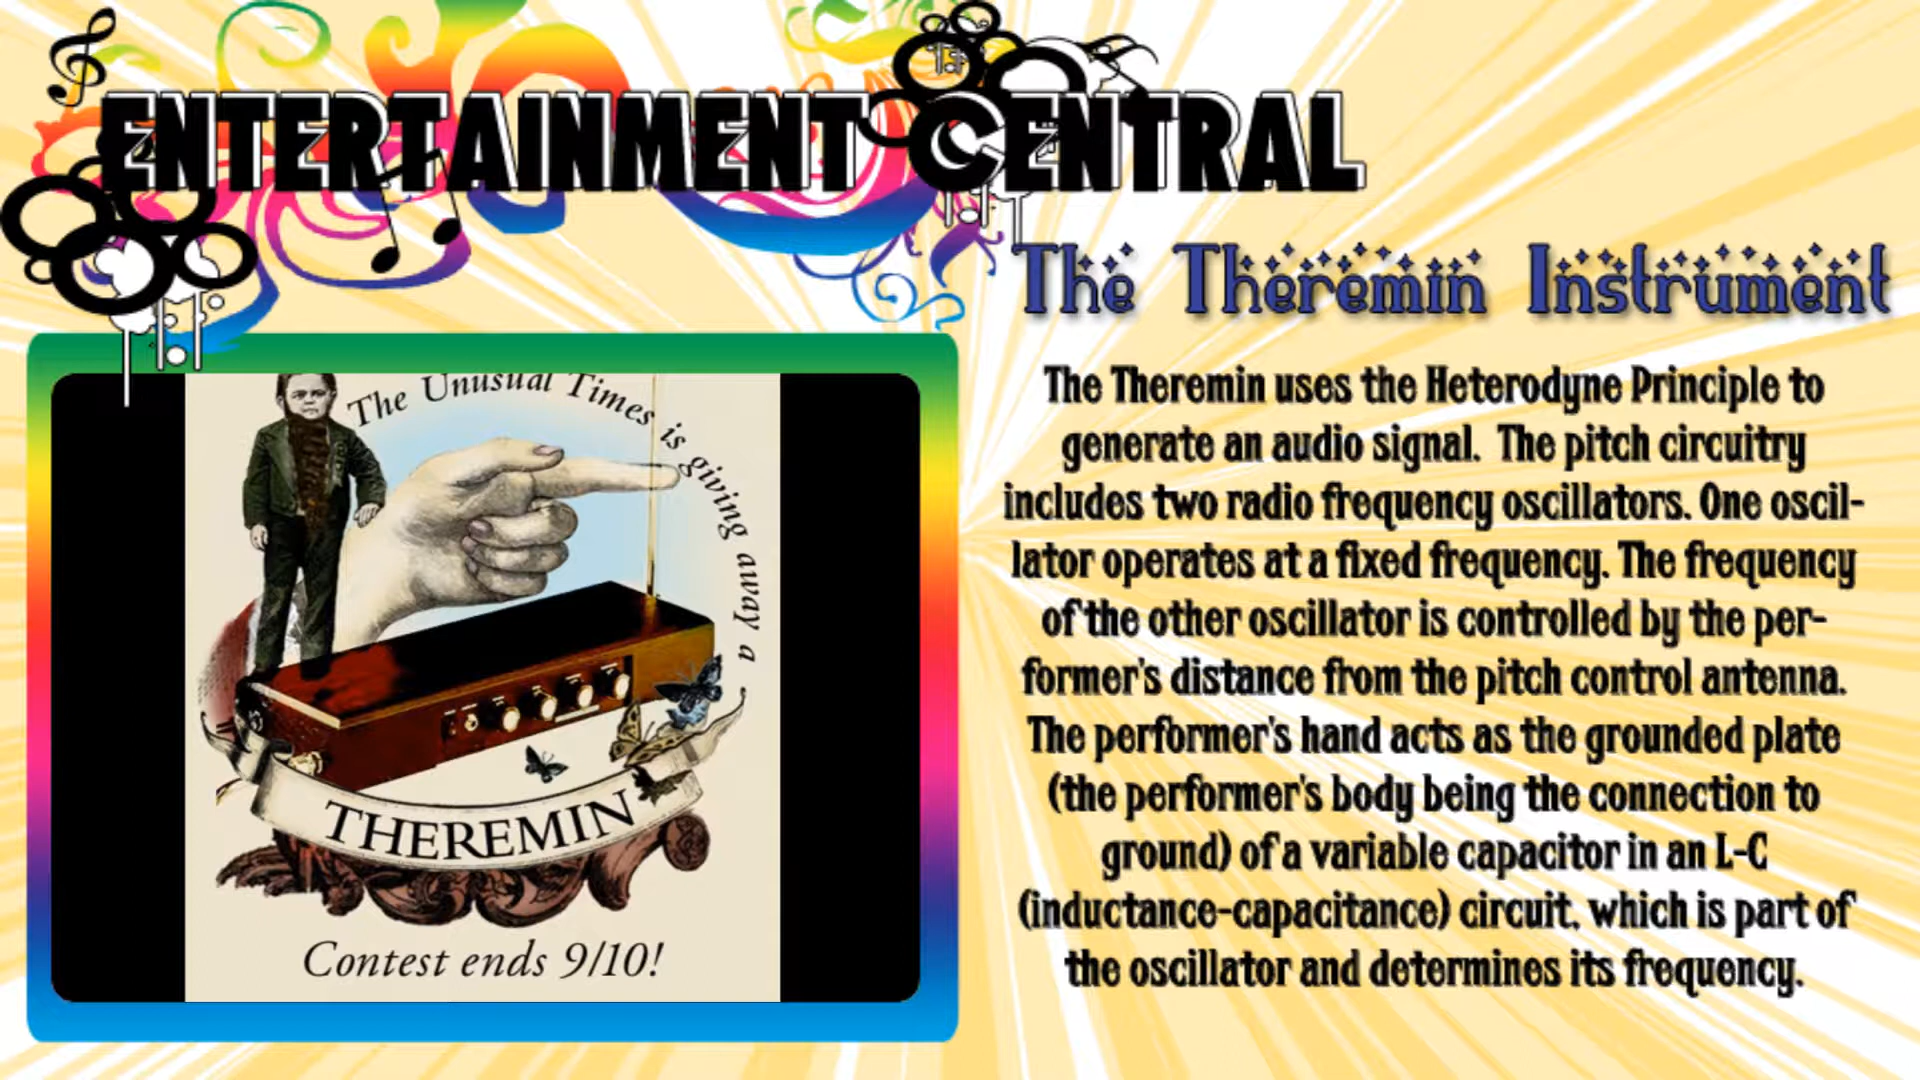 ENTERTAINMENT CENTRAL
The Theremin Instrument
The Unusual Times is giving away a
THEREMIN
Contest ends 9/10!
The Theremin uses the Heterodyne Principle to
generate an audio signal. The pitch circuitry
includes two radio frequency oscillators. One oscil-
lator operates at a fixed frequency. The frequency
of the other oscillator is controlled by the per-
former's distance from the pitch control antenna.
The performer's hand acts as the grounded plate
(the performer's body being the connection to
ground) of a variable capacitor in an L-C
(inductance-capacitance) circuit, which is part of
the oscillator and determines its frequency.